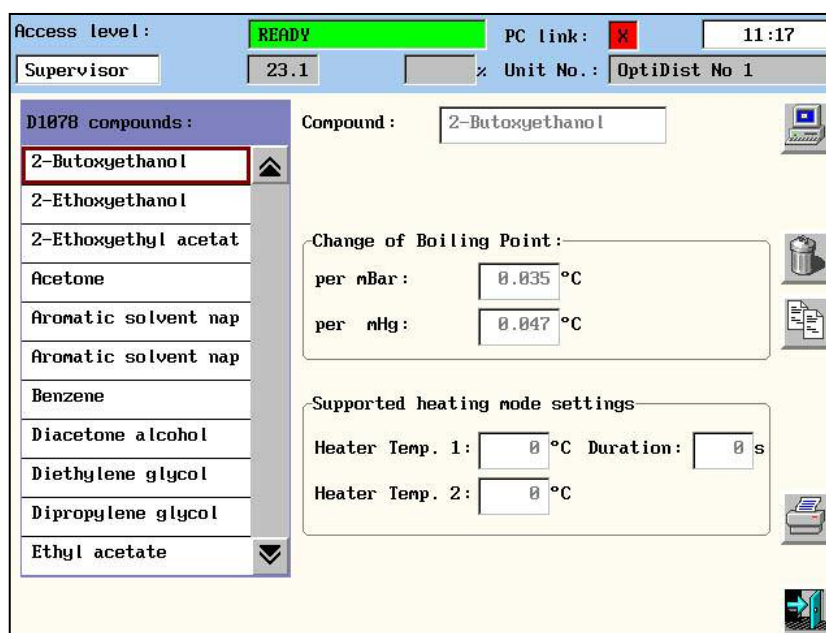 Access level: READY PC link: X 11:17
Supervisor 23.1 % Unit No.: OptiDist No 1
D1078 compounds:
2-Butoxyethanol
2-Ethoxyethanol
2-Ethoxyethyl acetat
Acetone
Aromatic solvent nap
Aromatic solvent nap
Benzene
Diacetone alcohol
Diethylene glycol
Dipropylene glycol
Ethyl acetate
Compound: 2-Butoxyethanol
Change of Boiling Point:
per mBar: 0.035 °C
per mHg: 0.047 °C
Supported heating mode settings
Heater Temp. 1: 0 °C Duration: 0 s
Heater Temp. 2: 0 °C